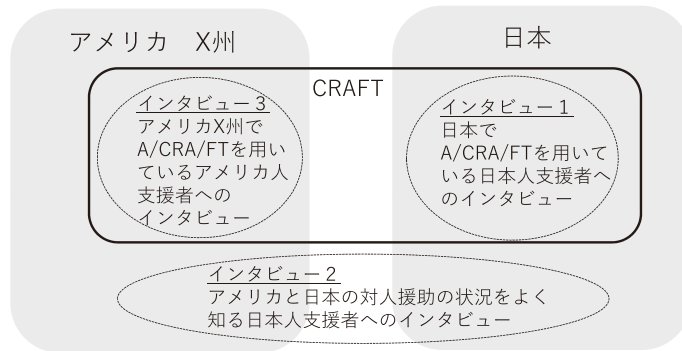 アメリカ　X州
日本
CRAFT
インタビュー３
アメリカX州で
A/CRA/FTを用い
ているアメリカ人
支援者への
インタビュー
インタビュー１
日本で
A/CRA/FTを用いて
いる日本人支援者へ
のインタビュー
インタビュー２
アメリカと日本の対人援助の状況をよく
知る日本人支援者へのインタビュー